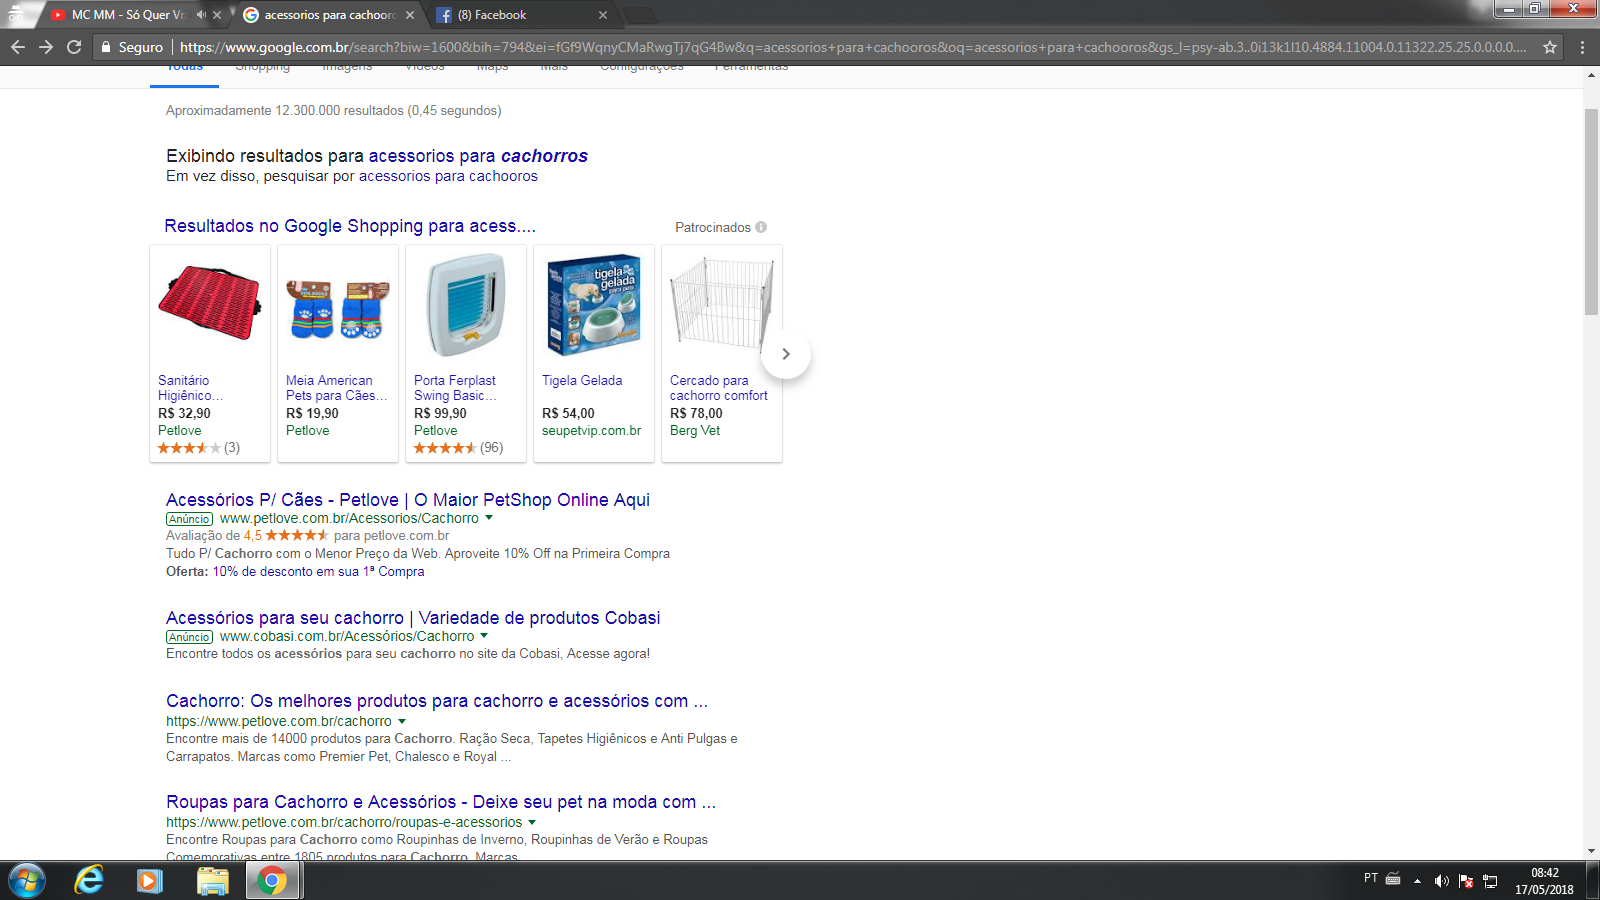 MC MM - Só Quer Vra
acessorios para cachooro
(8) Facebook
Seguro
https://www.google.com.br/search?biw=1600&bih=794&ei=fGf9WqnyCMaRwgTj7qG4Bw&q=acessorios+para+cachooros&oq=acessorios+para+cachooros&gs_l=psy-ab.3..0i13k1l10.4884.11004.0.11322.25.25.0.0.0.0....
Todas Shopping Imagens Vídeos Maps Mais Configurações Ferramentas
Aproximadamente 12.300.000 resultados (0,45 segundos)
Exibindo resultados para acessorios para cachorros
Em vez disso, pesquisar por acessorios para cachooros
Resultados no Google Shopping para acess....
Patrocinados
tigela
gelada
para pets
Sanitário
Higiênico...
R$ 32,90
Petlove
(3)
Meia American
Pets para Cães...
R$ 19,90
Petlove
Porta Ferplast
Swing Basic...
R$ 99,90
Petlove
(96)
Tigela Gelada
R$ 54,00
seupetvip.com.br
Cercado para
cachorro comfort
R$ 78,00
Berg Vet
Acessórios P/ Cães - Petlove | O Maior PetShop Online Aqui
Anúncio www.petlove.com.br/Acessorios/Cachorro
Avaliação de 4,5 para petlove.com.br
Tudo P/ Cachorro com o Menor Preço da Web. Aproveite 10% Off na Primeira Compra
Oferta: 10% de desconto em sua 1ª Compra
Acessórios para seu cachorro | Variedade de produtos Cobasi
Anúncio www.cobasi.com.br/Acessórios/Cachorro
Encontre todos os acessórios para seu cachorro no site da Cobasi, Acesse agora!
Cachorro: Os melhores produtos para cachorro e acessórios com ...
https://www.petlove.com.br/cachorro
Encontre mais de 14000 produtos para Cachorro. Ração Seca, Tapetes Higiênicos e Anti Pulgas e
Carrapatos. Marcas como Premier Pet, Chalesco e Royal ...
Roupas para Cachorro e Acessórios - Deixe seu pet na moda com ...
https://www.petlove.com.br/cachorro/roupas-e-acessorios
Encontre Roupas para Cachorro como Roupinhas de Inverno, Roupinhas de Verão e Roupas
Comemorativas entre 1805 produtos para Cachorro. Marcas
PT
08:42
17/05/2018